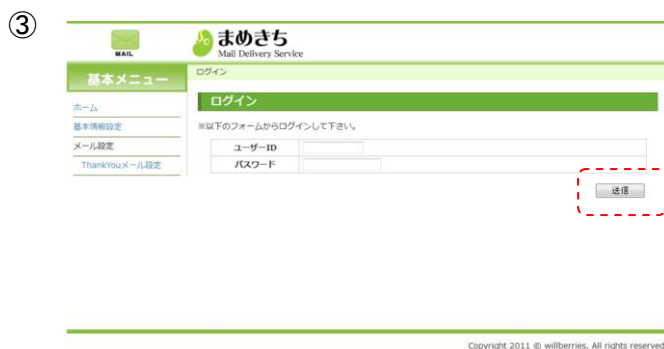 ③
MAIL
まめきち
Mail Delivery Service
基本メニュー
ログイン
ホーム
基本情報設定
メール設定
ThankYouメール設定
ログイン
※以下のフォームからログインして下さい。
ユーザーID
パスワード
送信
Copyright 2011 © willberries. All rights reserved